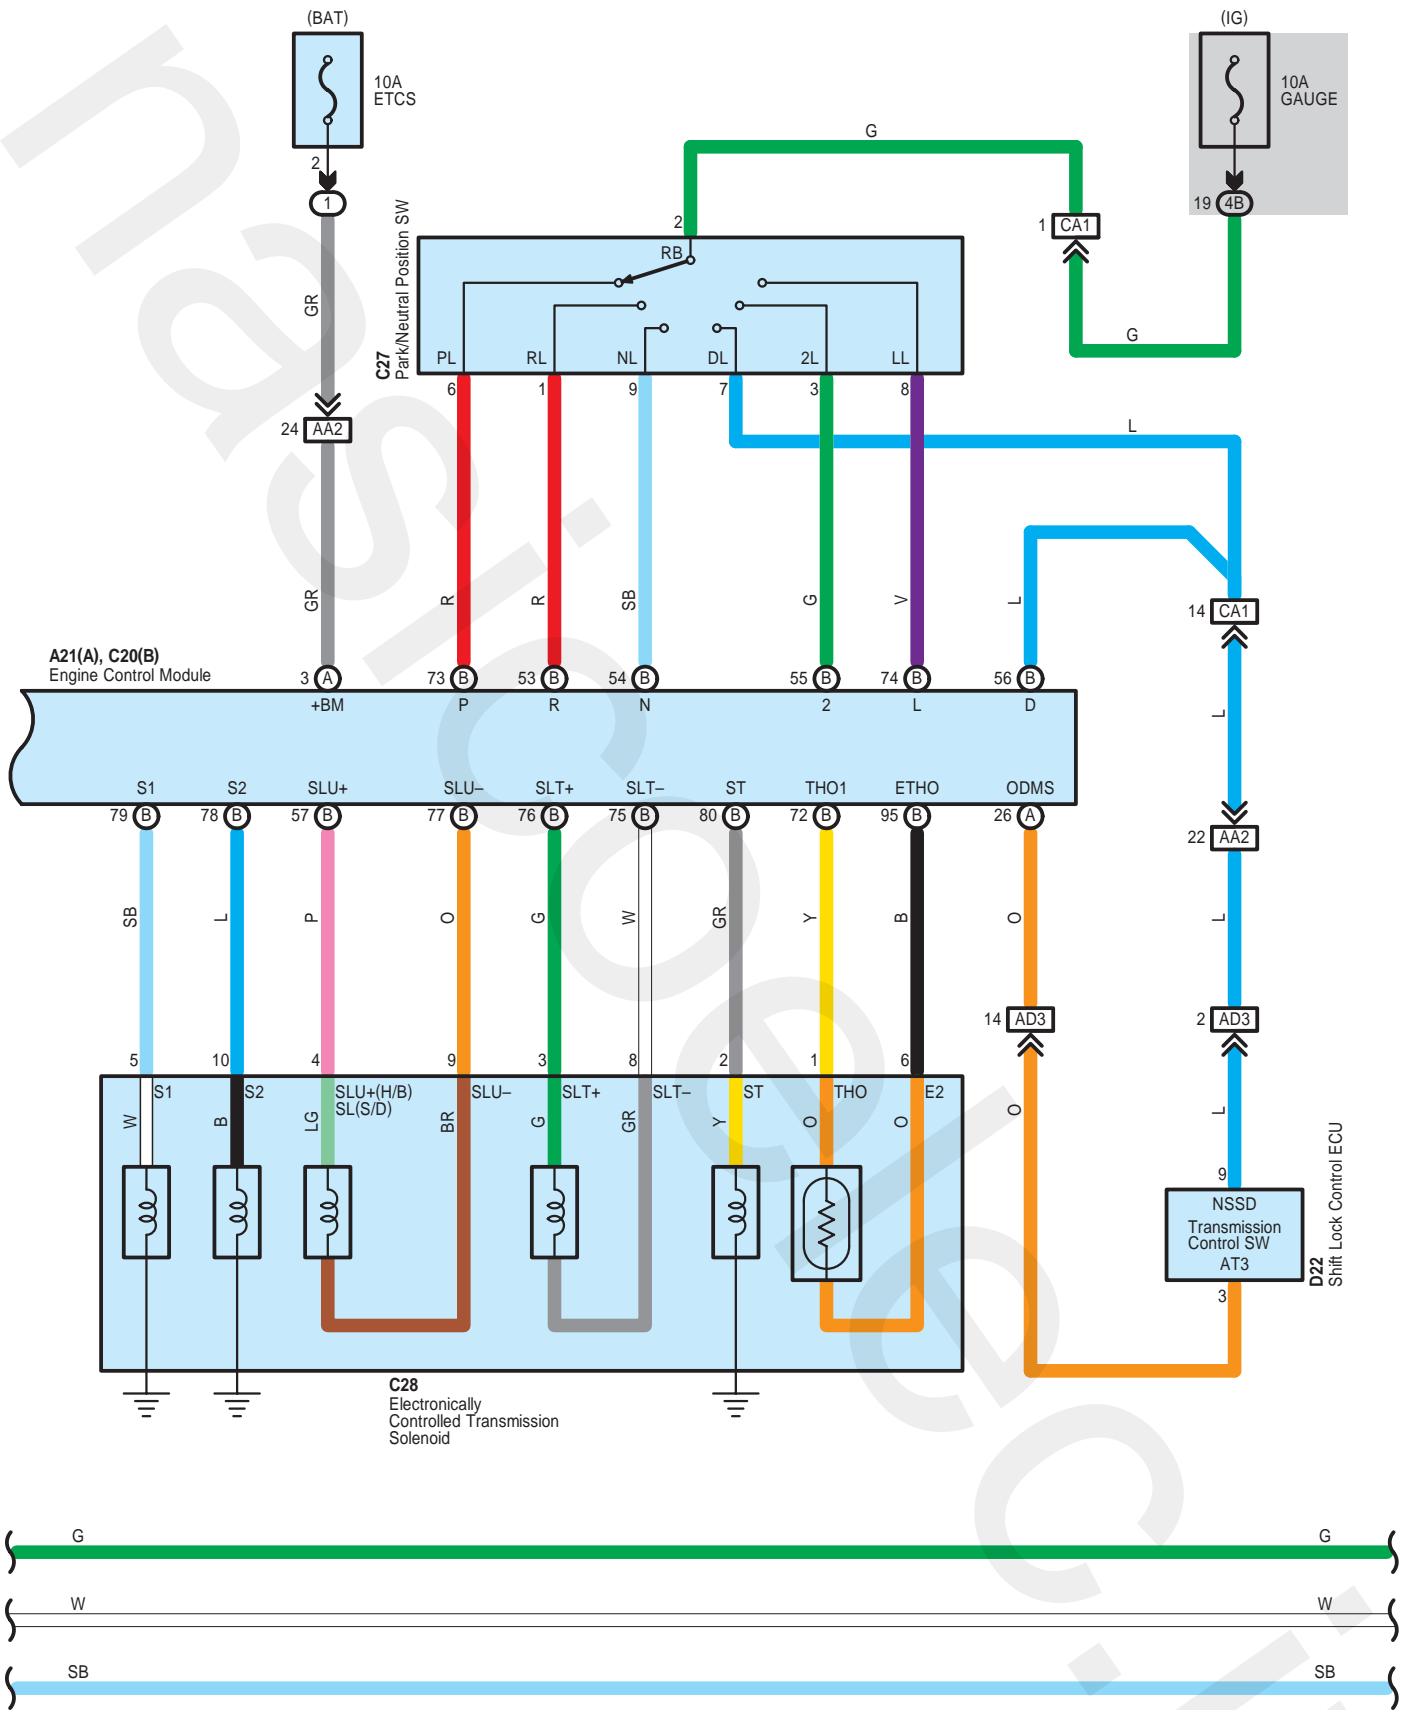 (BAT)
(IG)
10A
ETCS
10A
GAUGE
G
2
1
19 4B
2
1 CA1
C27
Park/Neutral Position SW
RB
GR
G
PL RL NL DL 2L LL
6 1 9 7 3 8
24 AA2
L
GR R R SB G V L
14 CA1
A21(A), C20(B)
Engine Control Module
3 A 73 B 53 B 54 B 55 B 74 B 56 B
+BM P R N 2 L D
L
S1 S2 SLU+ SLU– SLT+ SLT– ST THO1 ETHO ODMS
79 B 78 B 57 B 77 B 76 B 75 B 80 B 72 B 95 B 26 A
22 AA2
SB L P O G W GR Y B O L
14 AD3 2 AD3
5 10 4 9 3 8 2 1 6
S1 S2 SLU+(H/B) SLU– SLT+ SLT– ST THO E2
SL(S/D)
W B LG BR G GR Y O O O L
9
NSSD
Transmission
Control SW
AT3
D22
Shift Lock Control ECU
3
C28
Electronically
Controlled Transmission
Solenoid
G G
W W
SB SB
nasicoelec.i